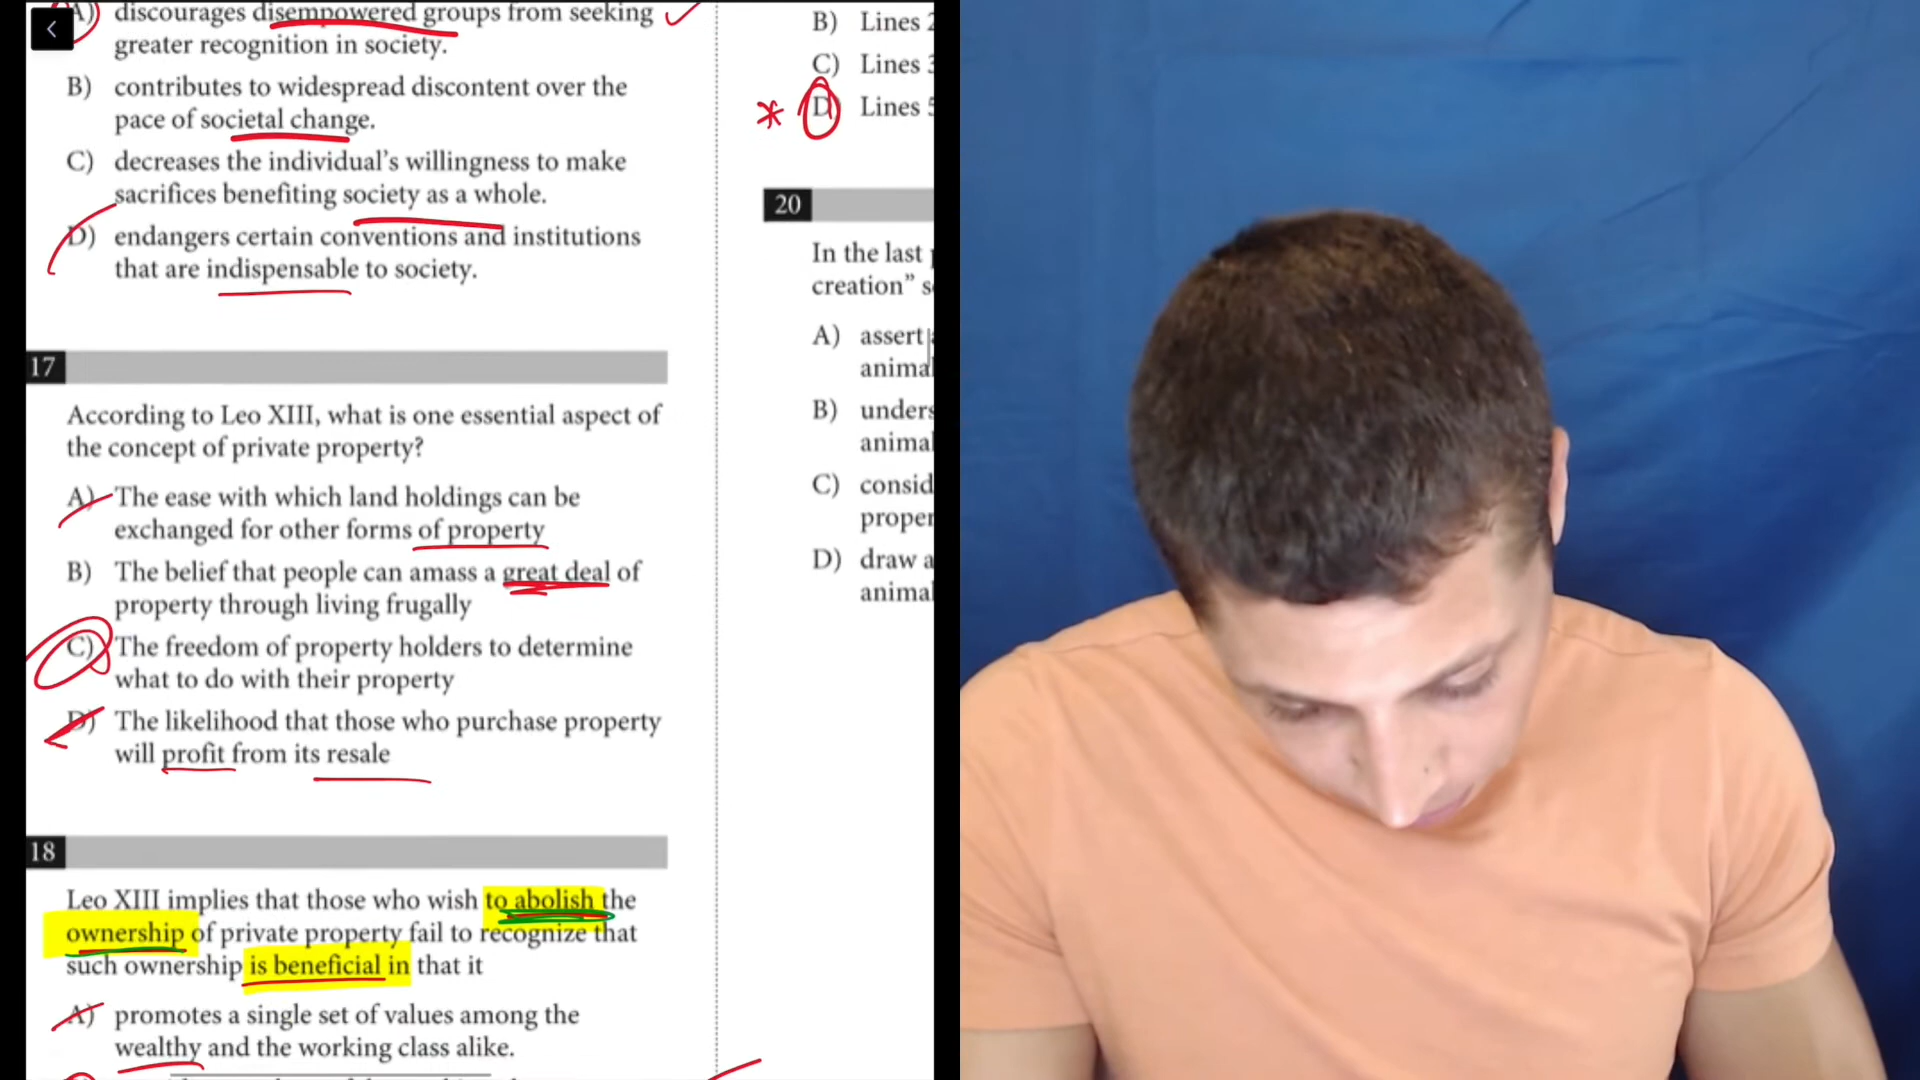 A) discourages disempowered groups from seeking
greater recognition in society.
B) contributes to widespread discontent over the
pace of societal change.
C) decreases the individual's willingness to make
sacrifices benefiting society as a whole.
D) endangers certain conventions and institutions
that are indispensable to society.
17
According to Leo XIII, what is one essential aspect of
the concept of private property?
A) The ease with which land holdings can be
exchanged for other forms of property
B) The belief that people can amass a great deal of
property through living frugally
C) The freedom of property holders to determine
what to do with their property
D) The likelihood that those who purchase property
will profit from its resale
18
Leo XIII implies that those who wish to abolish the
ownership of private property fail to recognize that
such ownership is beneficial in that it
A) promotes a single set of values among the
wealthy and the working class alike.
B) Lines 2
C) Lines 3
D) Lines 5
20
In the last
creation" s
A) assert
anima
B) unders
animal
C) consid
proper
D) draw a
animal